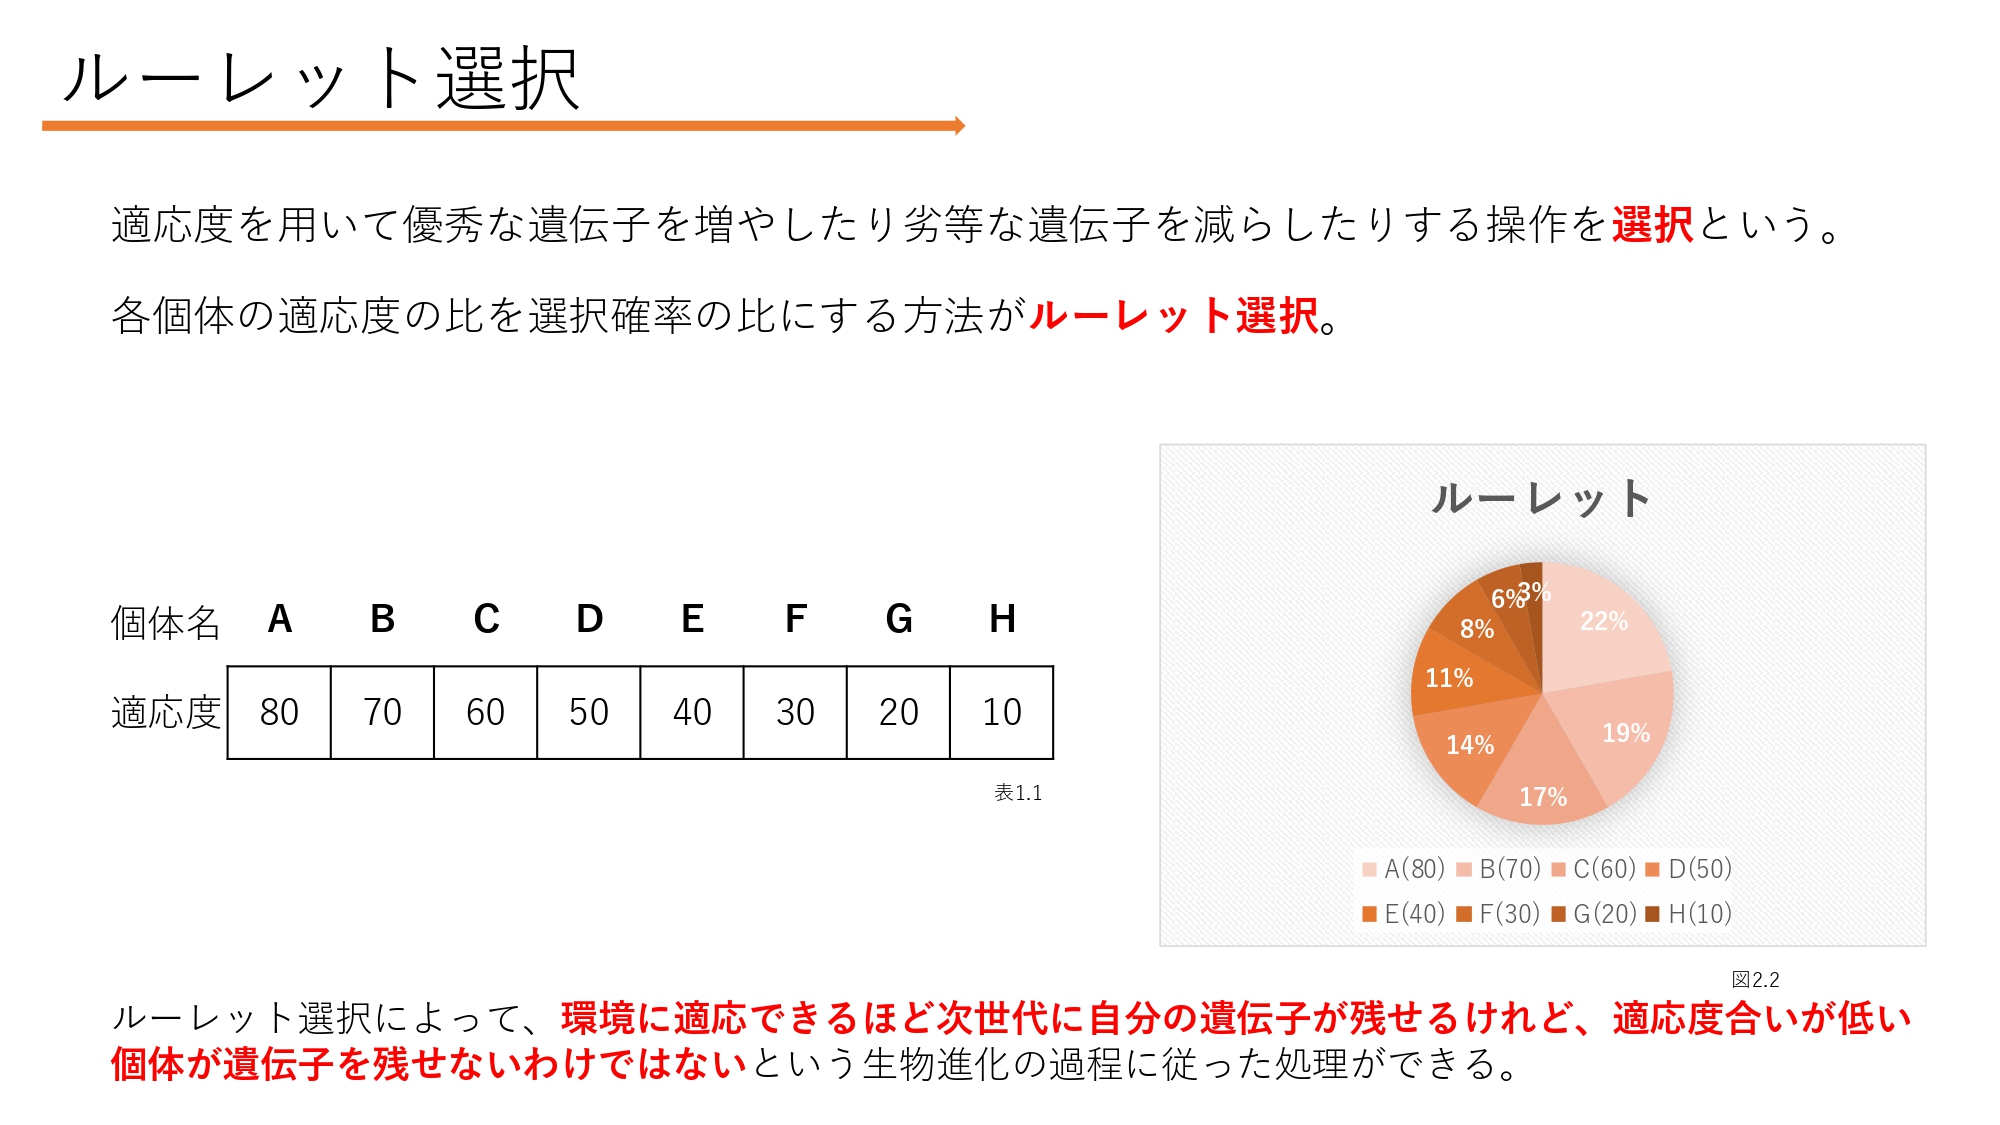 ルーレット選択
適応度を用いて優秀な遺伝子を増やしたり劣等な遺伝子を減らしたりする操作を選択という。
各個体の適応度の比を選択確率の比にする方法がルーレット選択。
個体名 A B C D E F G H
適応度 80 70 60 50 40 30 20 10
表1.1
ルーレット
22%
19%
17%
14%
11%
8%
6%
3%
A(80) B(70) C(60) D(50)
E(40) F(30) G(20) H(10)
図2.2
ルーレット選択によって、環境に適応できるほど次世代に自分の遺伝子が残せるけれど、適応度合いが低い
個体が遺伝子を残せないわけではないという生物進化の過程に従った処理ができる。